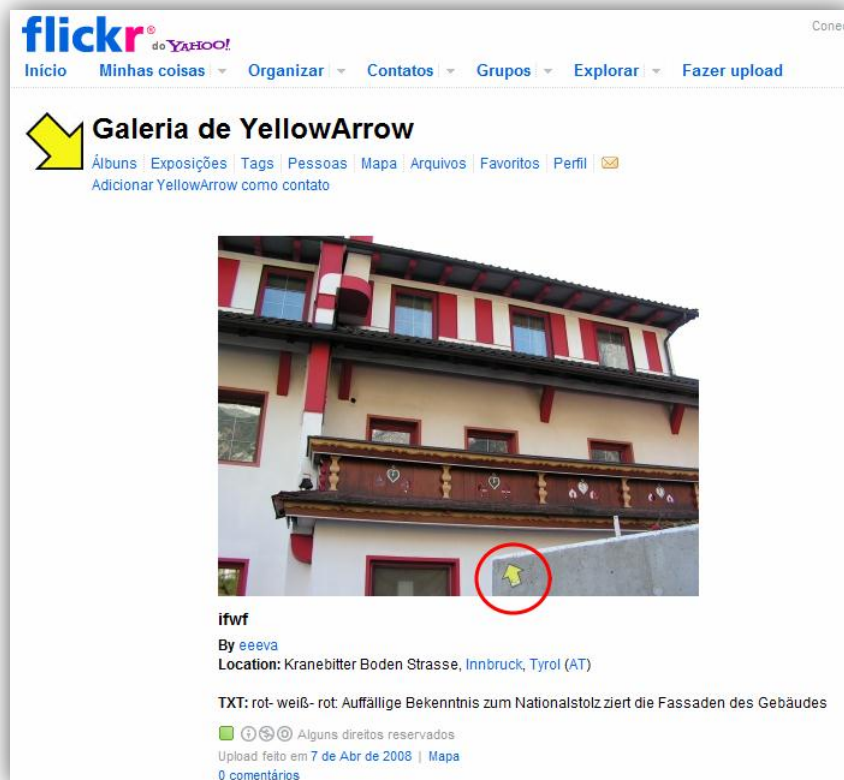 flickr® do YAHOO!
Cone
Início Minhas coisas Organizar Contatos Grupos Explorar Fazer upload
Galeria de YellowArrow
Álbuns Exposições Tags Pessoas Mapa Arquivos Favoritos Perfil
Adicionar YellowArrow como contato
ifwf
By eeeva
Location: Kranebitter Boden Strasse, Innbruck, Tyrol (AT)
TXT: rot- weiß- rot: Auffällige Bekenntnis zum Nationalstolz ziert die Fassaden des Gebäudes
Alguns direitos reservados
Upload feito em 7 de Abr de 2008 | Mapa
0 comentários